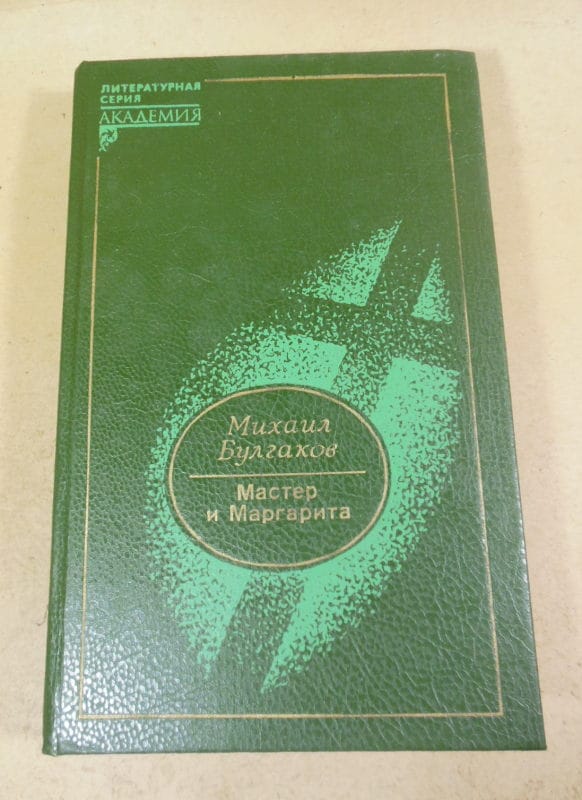 ЛИТЕРАТУРНАЯ
СЕРИЯ
АКАДЕМИЯ
Михаил
Булгаков
Мастер
и Маргарита